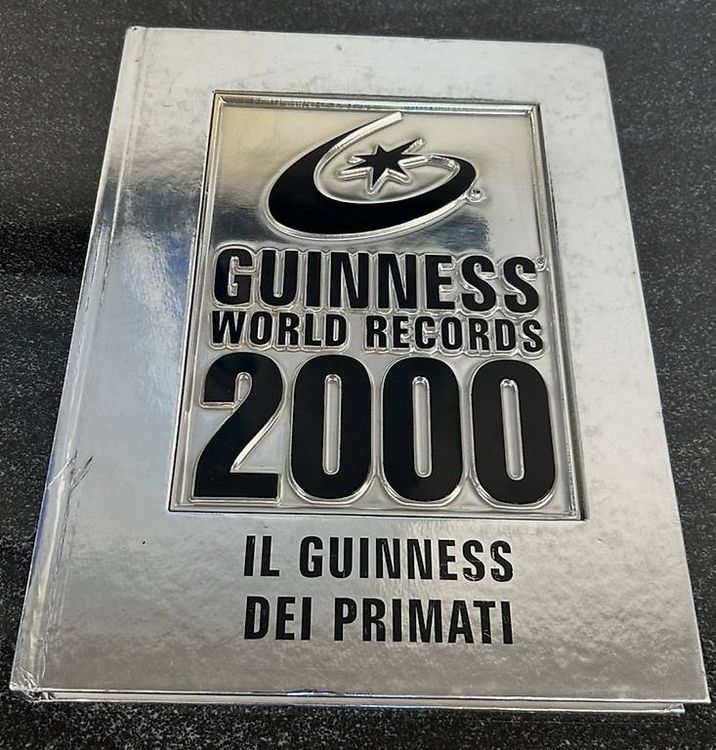 GUINNESS®
WORLD RECORDS
2000
IL GUINNESS
DEI PRIMATI